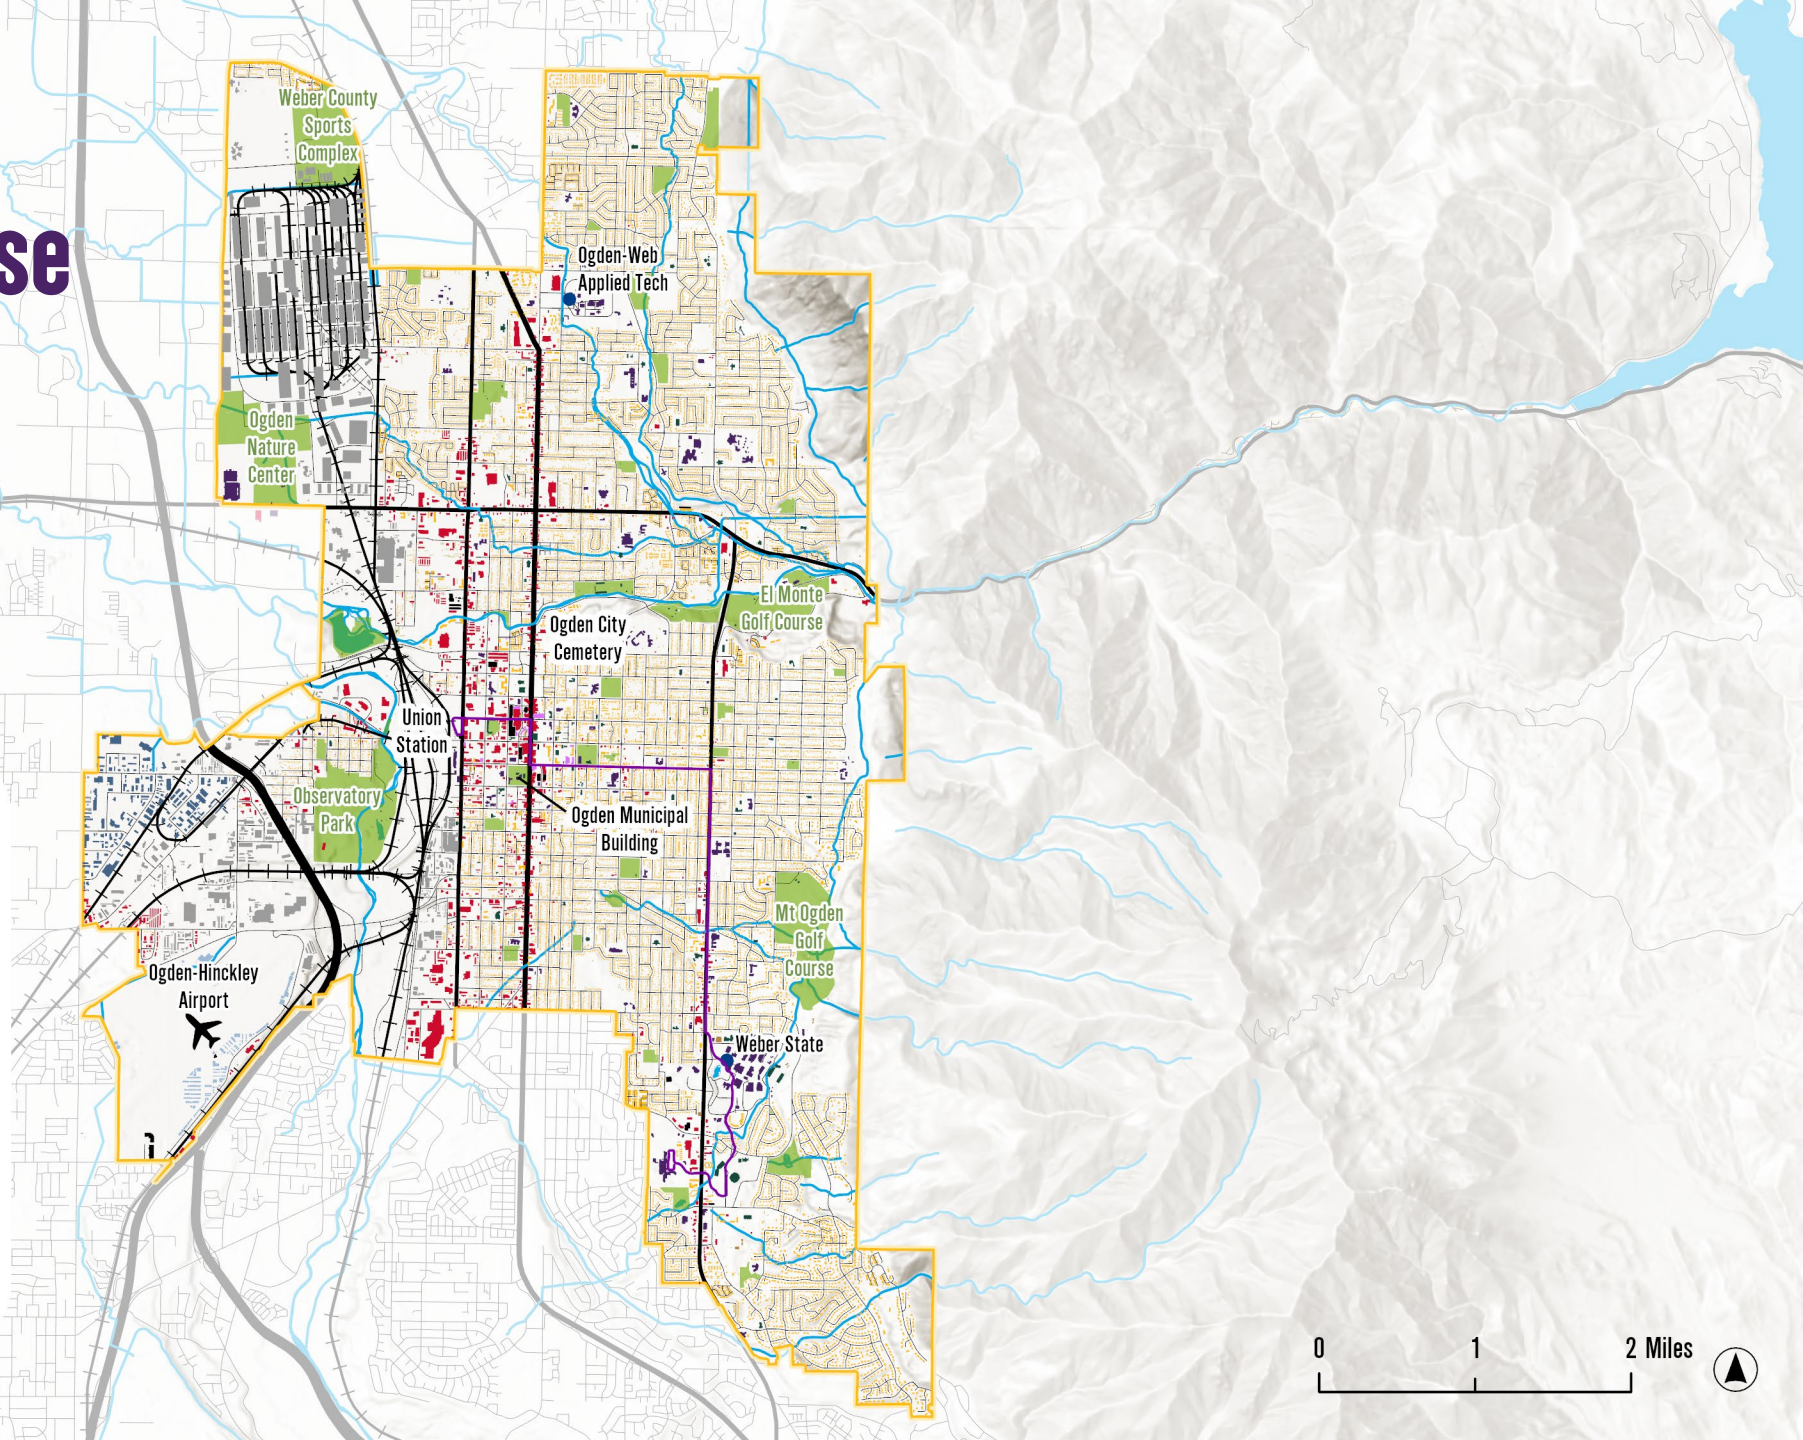 Weber County
Sports
Complex
se
Ogden-Web
Applied Tech
Ogden
Nature
Center
El Monte
Golf Course
Ogden City
Cemetery
Union
Station
Observatory
Park
Ogden Municipal
Building
Mt Ogden
Golf
Course
Ogden-Hinckley
Airport
Weber State
0 1 2 Miles